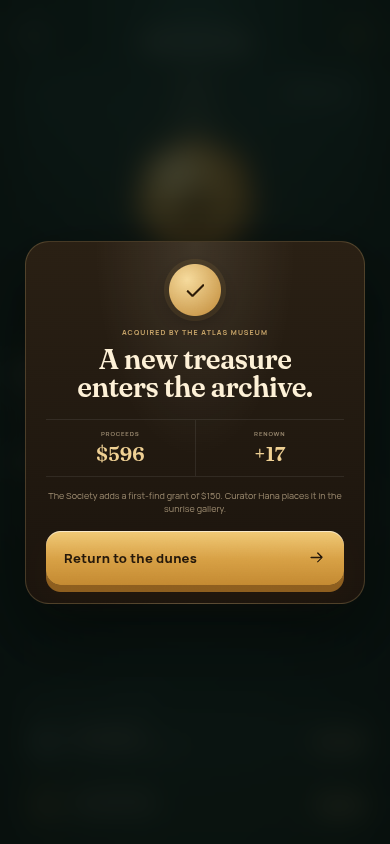 ACQUIRED BY THE ATLAS MUSEUM
A new treasure
enters the archive.
PROCEEDS
$596
RENOWN
+17
The Society adds a first-find grant of $150. Curator Hana places it in the
sunrise gallery.
Return to the dunes →